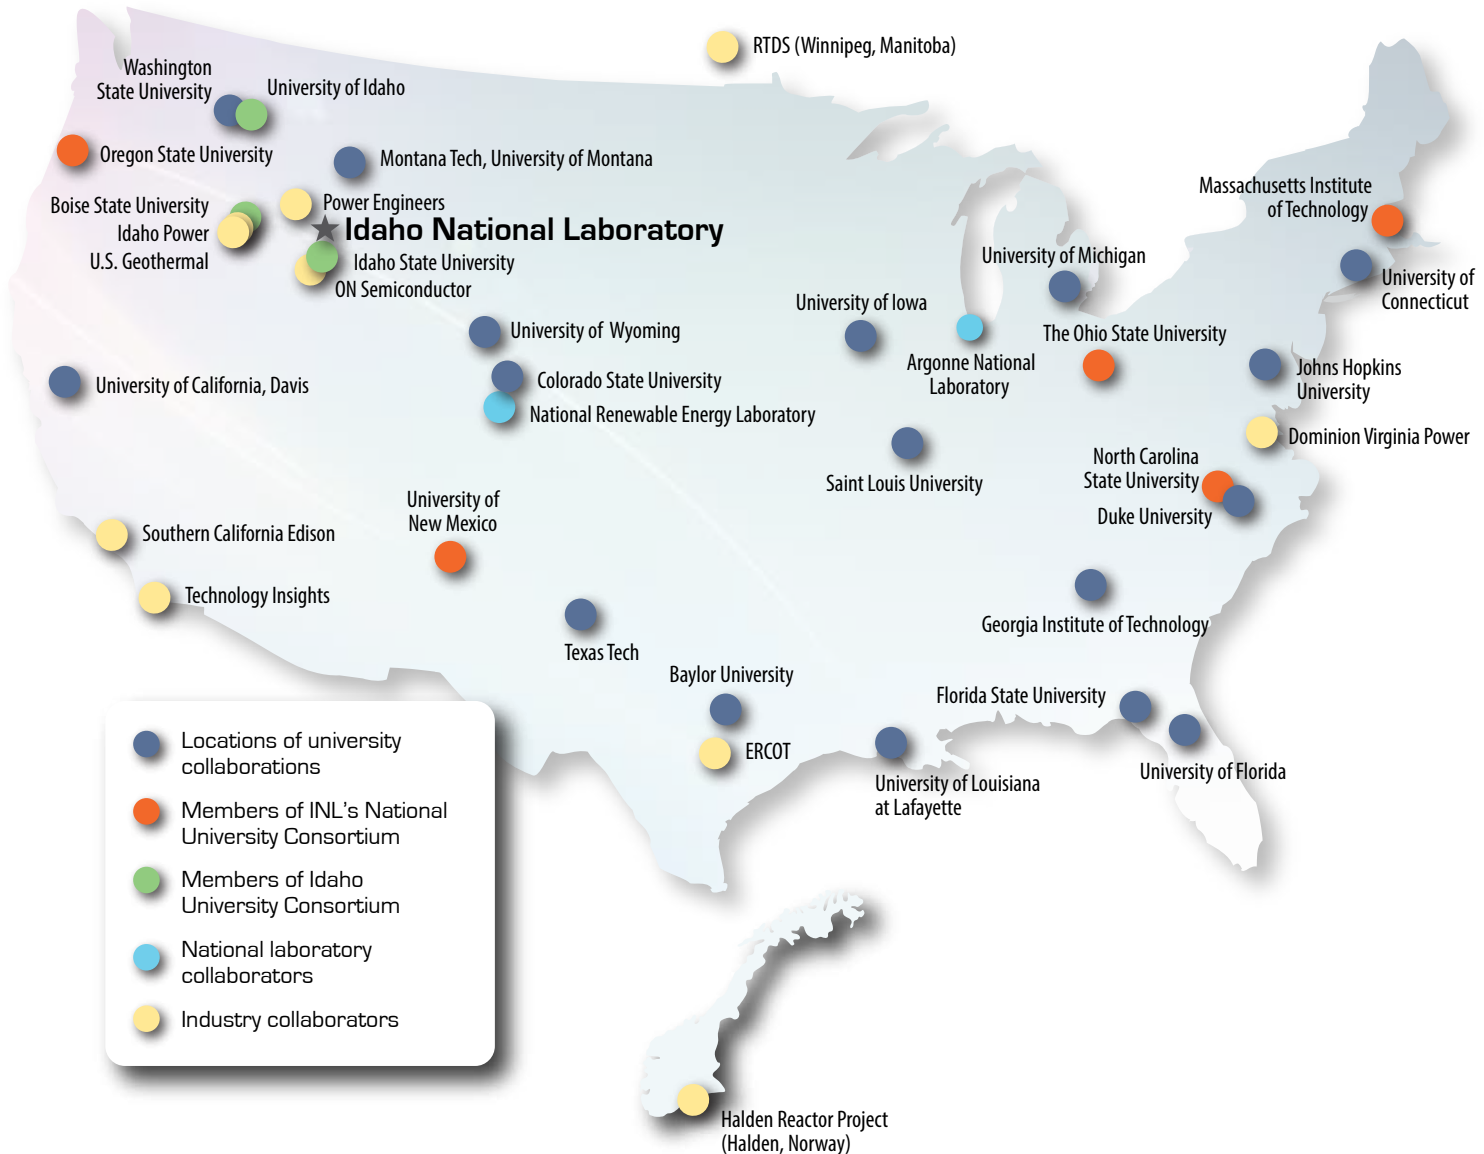 RTDS (Winnipeg, Manitoba)
Washington
State University
University of Idaho
Oregon State University
Montana Tech, University of Montana
Boise State University
Idaho Power
U.S. Geothermal
Power Engineers
Idaho National Laboratory
Idaho State University
ON Semiconductor
Massachusetts Institute
of Technology
University of Michigan
University of
Connecticut
University of Iowa
University of Wyoming
The Ohio State University
Argonne National
Laboratory
Johns Hopkins
University
University of California, Davis
Colorado State University
National Renewable Energy Laboratory
Dominion Virginia Power
North Carolina
State University
Duke University
Saint Louis University
University of
New Mexico
Southern California Edison
Technology Insights
Georgia Institute of Technology
Texas Tech
Baylor University
Florida State University
ERCOT
University of Florida
University of Louisiana
at Lafayette
Locations of university
collaborations
Members of INL's National
University Consortium
Members of Idaho
University Consortium
National laboratory
collaborators
Industry collaborators
Halden Reactor Project
(Halden, Norway)